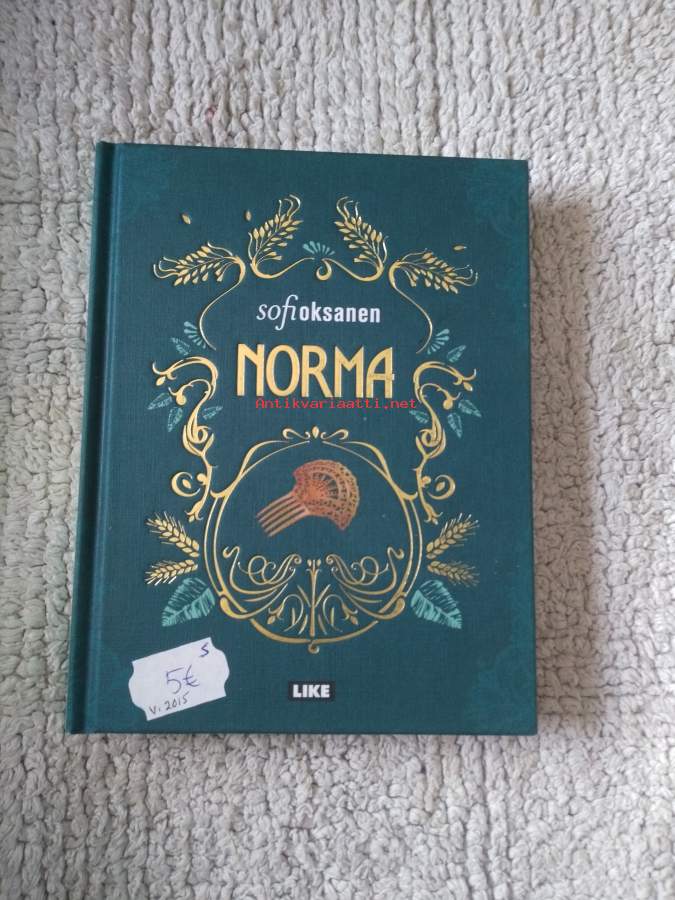 sofi oksanen
NORMA
Antikvariaatti.net
S
5€
V. 2015
LIKE